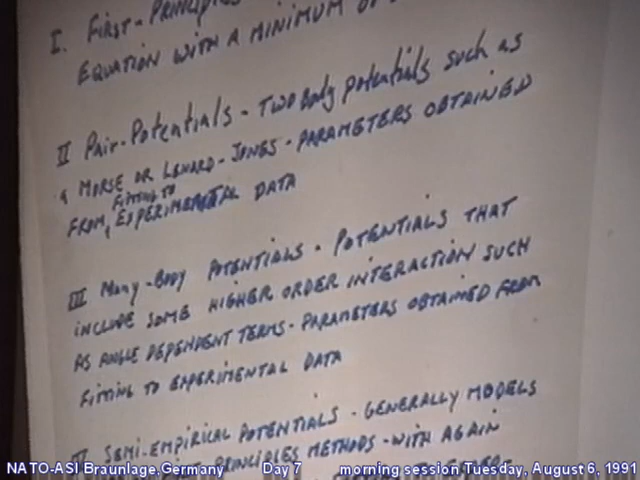 I. FIRST-PRINCIPLES
EQUATION WITH A MINIMUM OF
II Pair-Potentials - TWO Body potentials such as
a MORSE OR LENARD-JONES - PARAMETERS OBTAINED
FITTING TO
FROM EXPERIMENTAL DATA
III Many-Body POTENTIALS - POTENTIALS THAT
INCLUDE SOME HIGHER ORDER INTERACTION SUCH
AS ANGLE DEPENDENT TERMS - PARAMETERS OBTAINED FROM
FITTING TO EXPERIMENTAL DATA
SEMI-EMPIRICAL POTENTIALS - GENERALLY MODELS
PRINCIPLES METHODS - WITH AGAIN
NATO-ASI Braunlage,Germany Day 7 morning session Tuesday, August 6, 1991